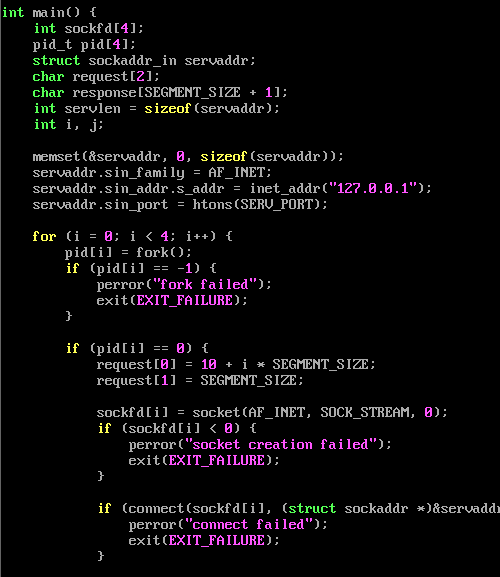 int main() {
    int sockfd[4];
    pid_t pid[4];
    struct sockaddr_in servaddr;
    char request[2];
    char response[SEGMENT_SIZE + 1];
    int servlen = sizeof(servaddr);
    int i, j;

    memset(&servaddr, 0, sizeof(servaddr));
    servaddr.sin_family = AF_INET;
    servaddr.sin_addr.s_addr = inet_addr("127.0.0.1");
    servaddr.sin_port = htons(SERV_PORT);

    for (i = 0; i < 4; i++) {
        pid[i] = fork();
        if (pid[i] == -1) {
            perror("fork failed");
            exit(EXIT_FAILURE);
        }

        if (pid[i] == 0) {
            request[0] = 10 + i * SEGMENT_SIZE;
            request[1] = SEGMENT_SIZE;

            sockfd[i] = socket(AF_INET, SOCK_STREAM, 0);
            if (sockfd[i] < 0) {
                perror("socket creation failed");
                exit(EXIT_FAILURE);
            }

            if (connect(sockfd[i], (struct sockaddr *)&servaddr
                perror("connect failed");
                exit(EXIT_FAILURE);
            }